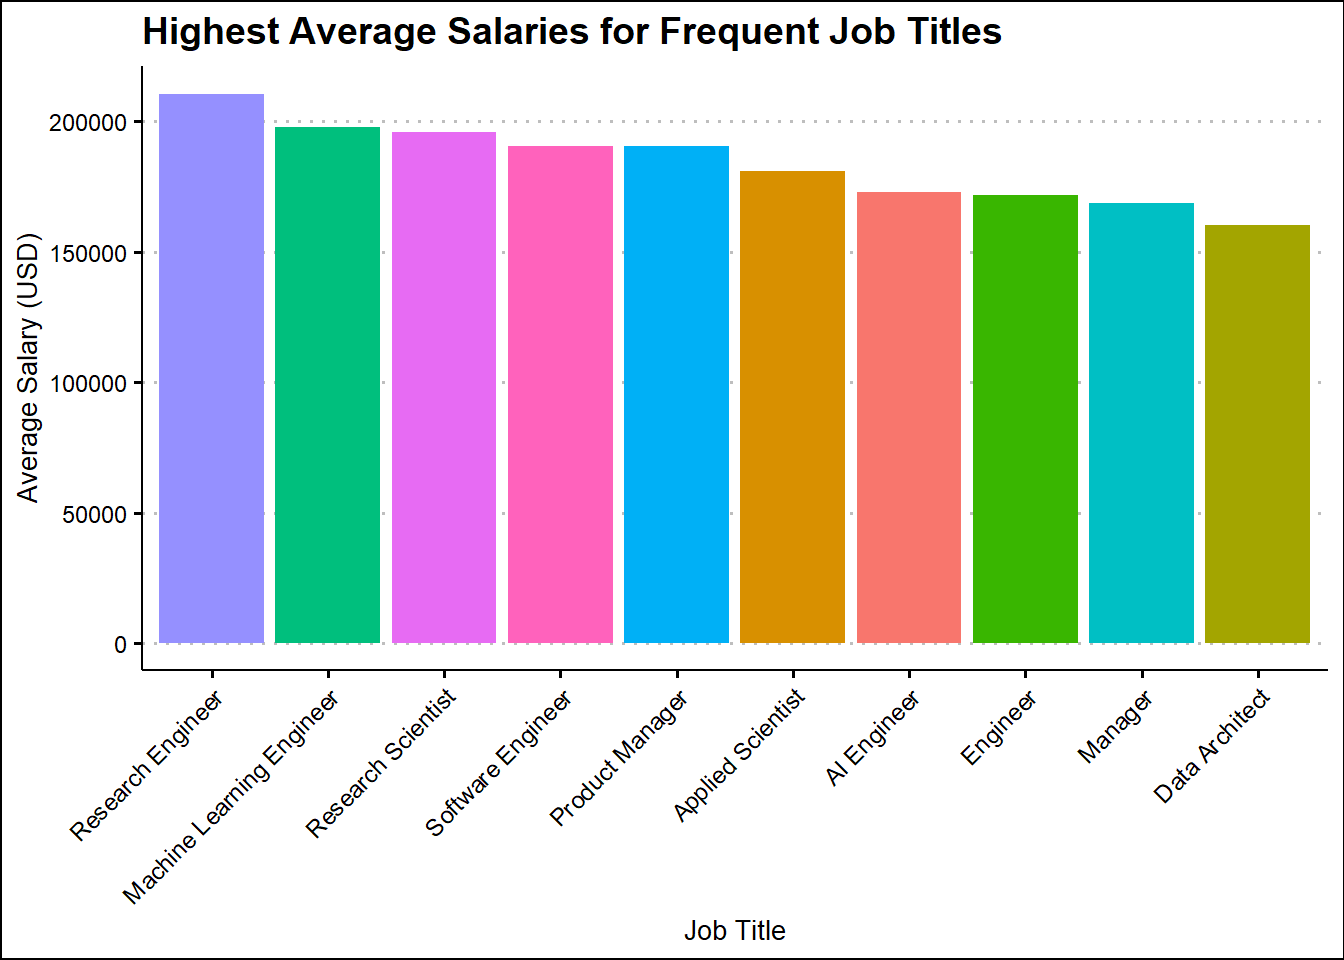 Highest Average Salaries for Frequent Job Titles
Average Salary (USD)
200000
150000
100000
50000
0
Research Engineer
Machine Learning Engineer
Research Scientist
Software Engineer
Product Manager
Applied Scientist
AI Engineer
Engineer
Manager
Data Architect
Job Title